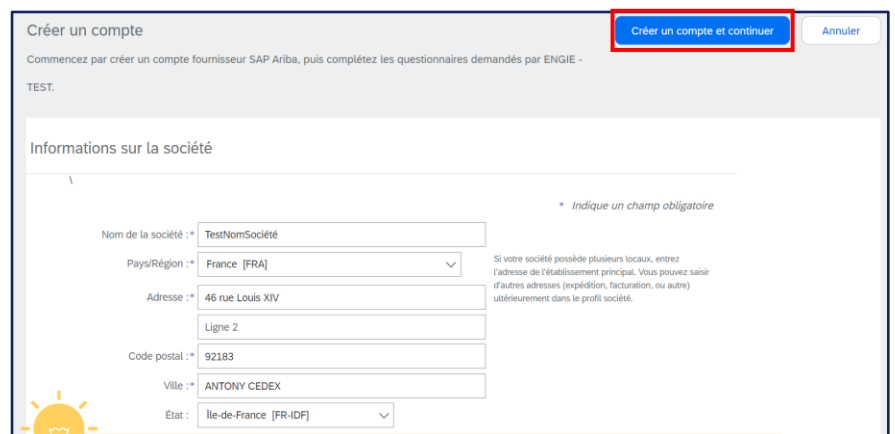 Créer un compte
Créer un compte et continuer
Annuler
Commencez par créer un compte fournisseur SAP Ariba, puis complétez les questionnaires demandés par ENGIE -
TEST.
Informations sur la société
\
* Indique un champ obligatoire
Nom de la société :* TestNomSociété
Pays/Région :* France [FRA]
Si votre société possède plusieurs locaux, entrez
l'adresse de l'établissement principal. Vous pouvez saisir
d'autres adresses (expédition, facturation, ou autre)
ultérieurement dans le profil société.
Adresse :* 46 rue Louis XIV
Ligne 2
Code postal :* 92183
Ville :* ANTONY CEDEX
État : Île-de-France [FR-IDF]